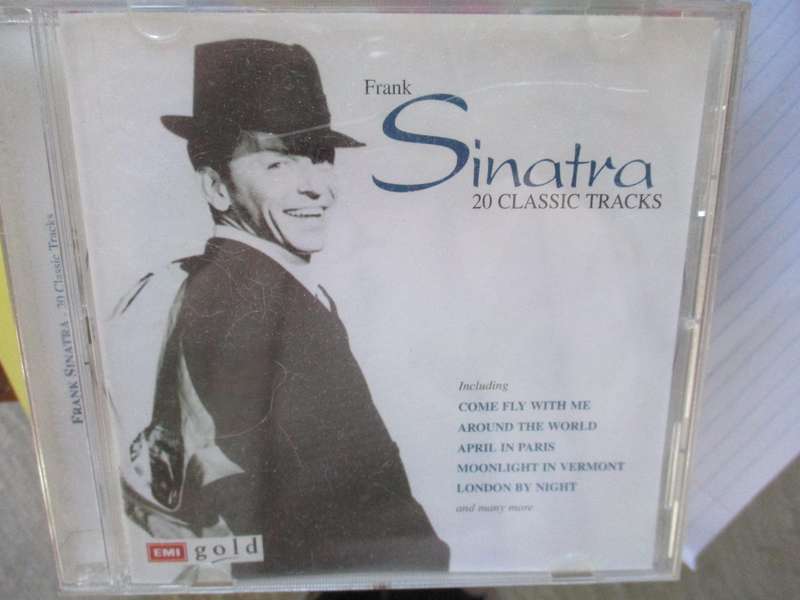 Frank
Sinatra
20 CLASSIC TRACKS
Including
COME FLY WITH ME
AROUND THE WORLD
APRIL IN PARIS
MOONLIGHT IN VERMONT
LONDON BY NIGHT
and many more
EMI gold
FRANK SINATRA - 20 Classic Tracks